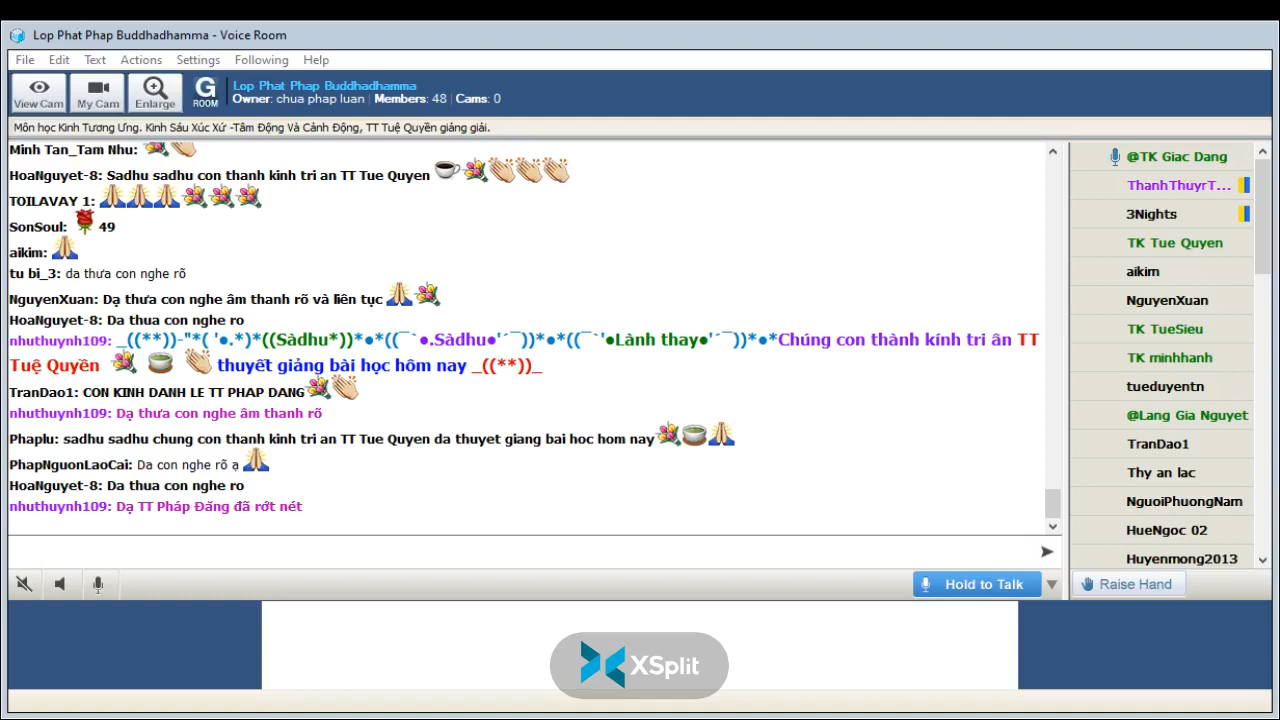 Lop Phat Phap Buddhadhamma - Voice Room
File Edit Text Actions Settings Following Help
View Cam My Cam Enlarge G ROOM
Lop Phat Phap Buddhadhamma
Owner: chua phap luan | Members: 48 | Cams: 0
Môn học Kinh Tương Ưng. Kinh Sáu Xúc Xứ -Tâm Động Và Cảnh Động, TT Tuệ Quyền giảng giải.
Minh Tan_Tam Nhu:
HoaNguyet-8: Sadhu sadhu con thanh kinh tri an TT Tue Quyen
TOILAVAY 1:
SonSoul: 49
aikim:
tu bi_3: da thưa con nghe rõ
NguyenXuan: Dạ thưa con nghe âm thanh rõ và liên tục
HoaNguyet-8: Da thua con nghe ro
nhuthuynh109: _((**))-"*( '●.*)*((Sàdhu*))*●*((¯`●.Sàdhu●'´¯))*●*((¯`'●Lành thay●'´¯))*●*Chúng con thành kính tri ân TT
Tuệ Quyền thuyết giảng bài học hôm nay _((**))_
TranDao1: CON KINH DANH LE TT PHAP DANG
nhuthuynh109: Dạ thưa con nghe âm thanh rõ
Phaplu: sadhu sadhu chung con thanh kinh tri an TT Tue Quyen da thuyet giang bai hoc hom nay
PhapNguonLaoCai: Da con nghe rõ ạ
HoaNguyet-8: Da thua con nghe ro
nhuthuynh109: Dạ TT Pháp Đăng đã rớt nét
@TK Giac Dang
ThanhThuyrT...
3Nights
TK Tue Quyen
aikim
NguyenXuan
TK TueSieu
TK minhhanh
tueduyentn
@Lang Gia Nguyet
TranDao1
Thy an lac
NguoiPhuongNam
HueNgoc 02
Huyenmong2013
Hold to Talk
Raise Hand
XSplit